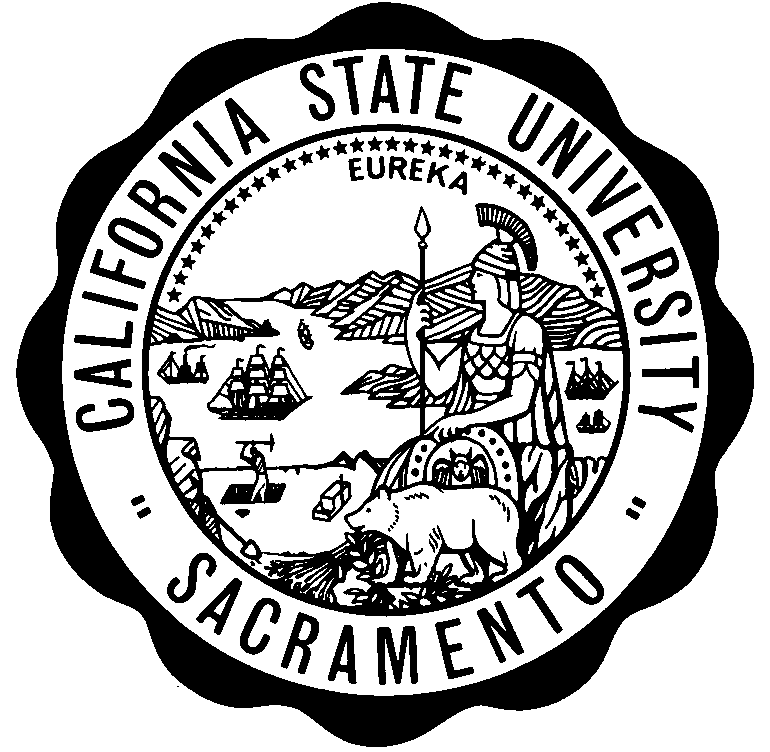 CALIFORNIA STATE UNIVERSITY
EUREKA
" SACRAMENTO "